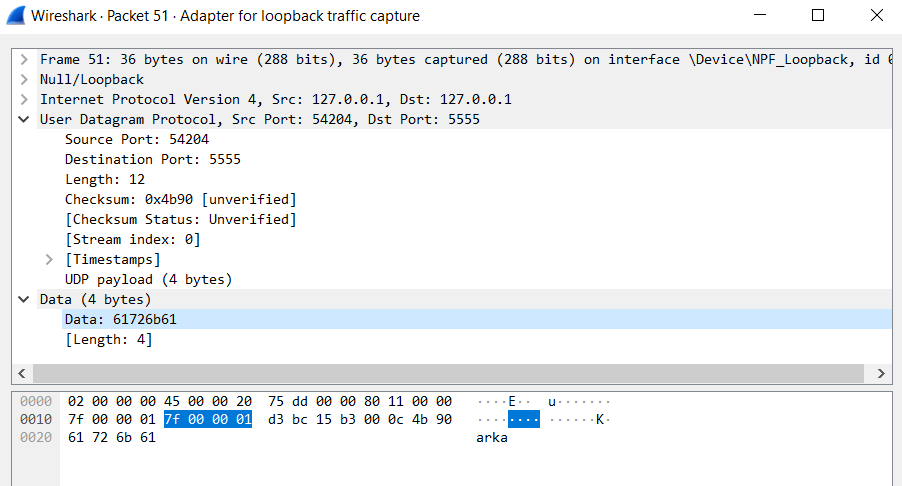 Wireshark · Packet 51 · Adapter for loopback traffic capture
Frame 51: 36 bytes on wire (288 bits), 36 bytes captured (288 bits) on interface \Device\NPF_Loopback, id 0
Null/Loopback
Internet Protocol Version 4, Src: 127.0.0.1, Dst: 127.0.0.1
User Datagram Protocol, Src Port: 54204, Dst Port: 5555
Source Port: 54204
Destination Port: 5555
Length: 12
Checksum: 0x4b90 [unverified]
[Checksum Status: Unverified]
[Stream index: 0]
[Timestamps]
UDP payload (4 bytes)
Data (4 bytes)
Data: 61726b61
[Length: 4]
0000 02 00 00 00 45 00 00 20 75 dd 00 00 80 11 00 00 ····E·· u·······
0010 7f 00 00 01 7f 00 00 01 d3 bc 15 b3 00 0c 4b 90 ········ ······K·
0020 61 72 6b 61 arka